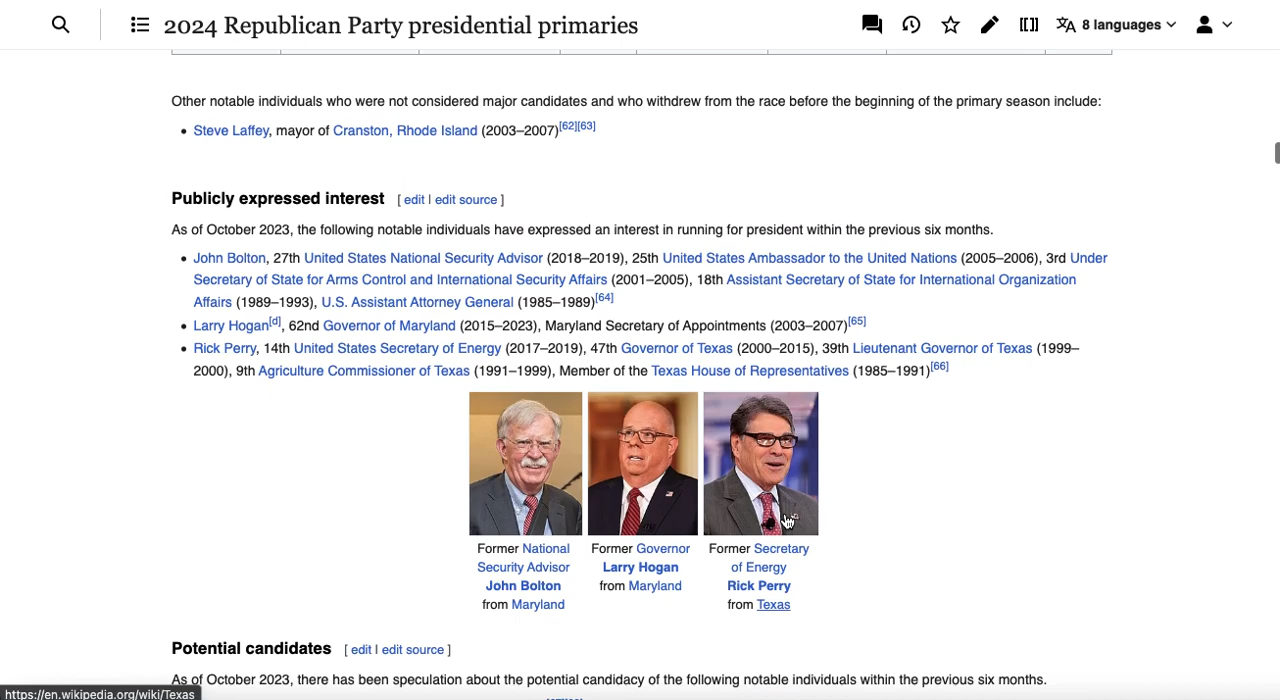 2024 Republican Party presidential primaries
8 languages
Other notable individuals who were not considered major candidates and who withdrew from the race before the beginning of the primary season include:
• Steve Laffey, mayor of Cranston, Rhode Island (2003–2007)[62][63]
Publicly expressed interest [ edit | edit source ]
As of October 2023, the following notable individuals have expressed an interest in running for president within the previous six months.
• John Bolton, 27th United States National Security Advisor (2018–2019), 25th United States Ambassador to the United Nations (2005–2006), 3rd Under
Secretary of State for Arms Control and International Security Affairs (2001–2005), 18th Assistant Secretary of State for International Organization
Affairs (1989–1993), U.S. Assistant Attorney General (1985–1989)[64]
• Larry Hogan[d], 62nd Governor of Maryland (2015–2023), Maryland Secretary of Appointments (2003–2007)[65]
• Rick Perry, 14th United States Secretary of Energy (2017–2019), 47th Governor of Texas (2000–2015), 39th Lieutenant Governor of Texas (1999–
2000), 9th Agriculture Commissioner of Texas (1991–1999), Member of the Texas House of Representatives (1985–1991)[66]
Former National
Security Advisor
John Bolton
from Maryland
Former Governor
Larry Hogan
from Maryland
Former Secretary
of Energy
Rick Perry
from Texas
Potential candidates [ edit | edit source ]
As of October 2023, there has been speculation about the potential candidacy of the following notable individuals within the previous six months.
https://en.wikipedia.org/wiki/Texas